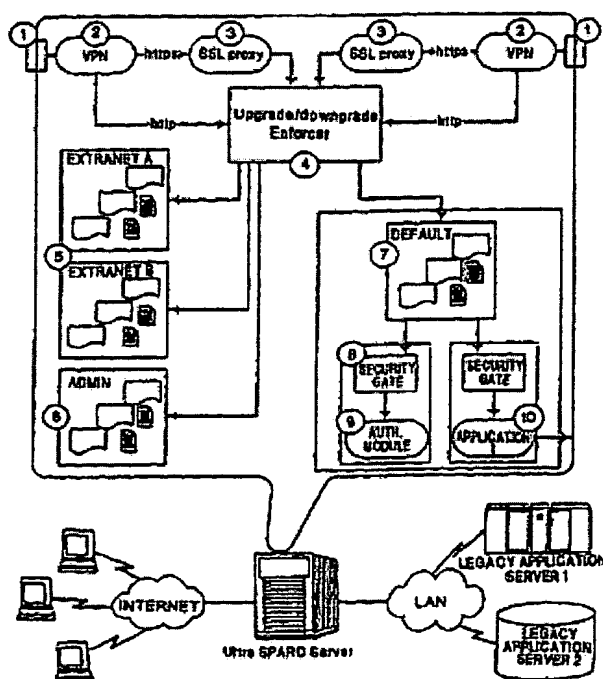 1 2 3 3 2 1
VPN https SSL proxy SSL proxy https VPN
http Upgrade/downgrade http
Enforcer
4
EXTRANET A
5
EXTRANET B
6
ADMIN
7
DEFAULT
8
SECURITY
GATE
SECURITY
GATE
9
AUTH.
MODULE
10
APPLICATION
INTERNET
Ultra SPARD Server
LAN
LEGACY APPLICATION
SERVER 1
LEGACY
APPLICATION
SERVER 2